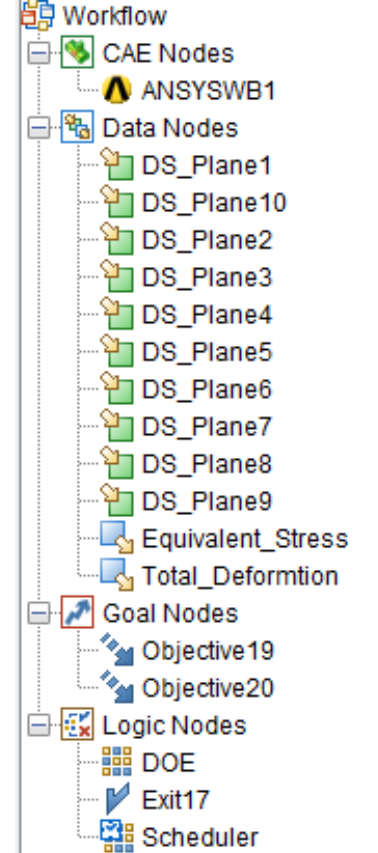 Workflow
CAE Nodes
ANSYSWB1
Data Nodes
DS_Plane1
DS_Plane10
DS_Plane2
DS_Plane3
DS_Plane4
DS_Plane5
DS_Plane6
DS_Plane7
DS_Plane8
DS_Plane9
Equivalent_Stress
Total_Deformtion
Goal Nodes
Objective19
Objective20
Logic Nodes
DOE
Exit17
Scheduler